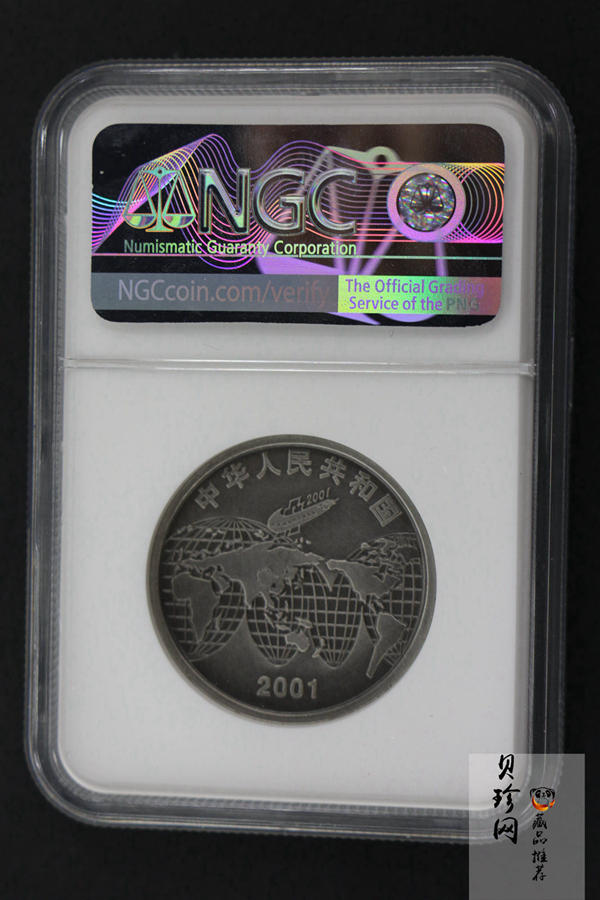 NGC
Numismatic Guaranty Corporation
NGCcoin.com/verify
The Official Grading
Service of the PNG
中华人民共和国
2001
2001
贝珍网
藏品推荐